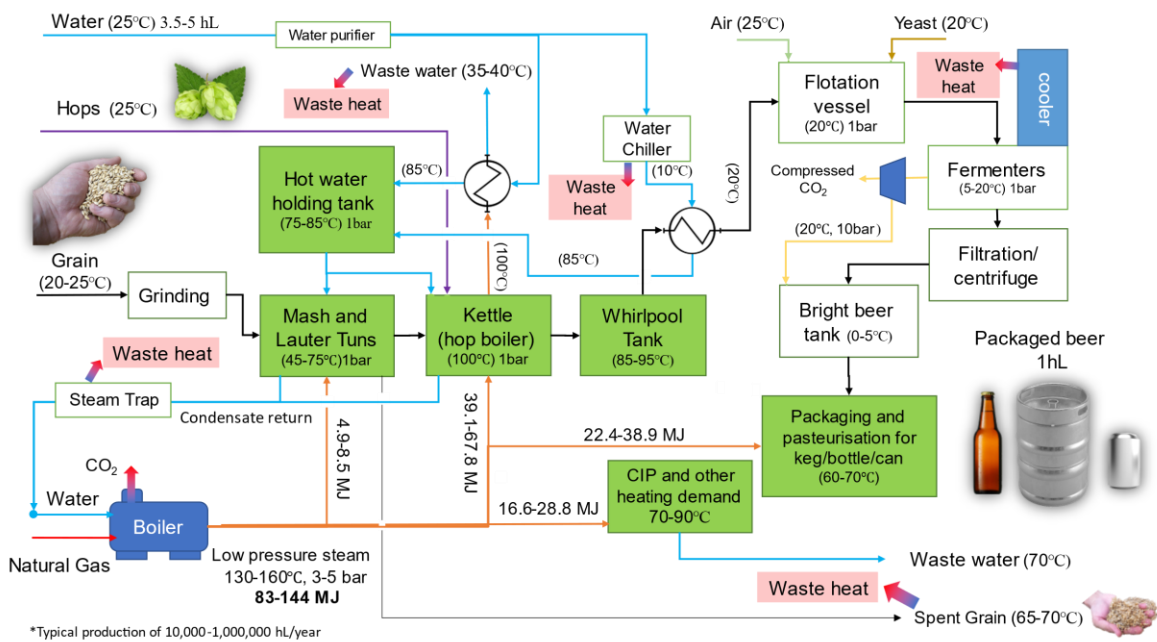 Water (25℃) 3.5-5 hL
Water purifier
Air (25℃)
Yeast (20℃)
Waste water (35-40℃)
Waste heat
Hops (25℃)
Flotation
vessel
(20℃) 1bar
Waste
heat
cooler
Water
Chiller
Hot water
holding tank
(75-85℃) 1bar
(85℃)
(10℃)
Waste
heat
(20℃)
Compressed
CO₂
Fermenters
(5-20℃) 1bar
(20℃, 10bar)
Filtration/
centrifuge
(85℃)
(100℃)
Grain
(20-25℃)
Grinding
Mash and
Lauter Tuns
(45-75℃)1bar
Kettle
(hop boiler)
(100℃) 1bar
Whirlpool
Tank
(85-95℃)
Bright beer
tank (0-5℃)
Packaged beer
1hL
Waste heat
Steam Trap
Condensate return
4.9-8.5 MJ
39.1-67.8 MJ
22.4-38.9 MJ
Packaging and
pasteurisation for
keg/bottle/can
(60-70℃)
CO₂
Water
Boiler
16.6-28.8 MJ
CIP and other
heating demand
70-90℃
Natural Gas
Low pressure steam
130-160℃, 3-5 bar
83-144 MJ
Waste water (70℃)
Waste heat
Spent Grain (65-70℃)
*Typical production of 10,000-1,000,000 hL/year